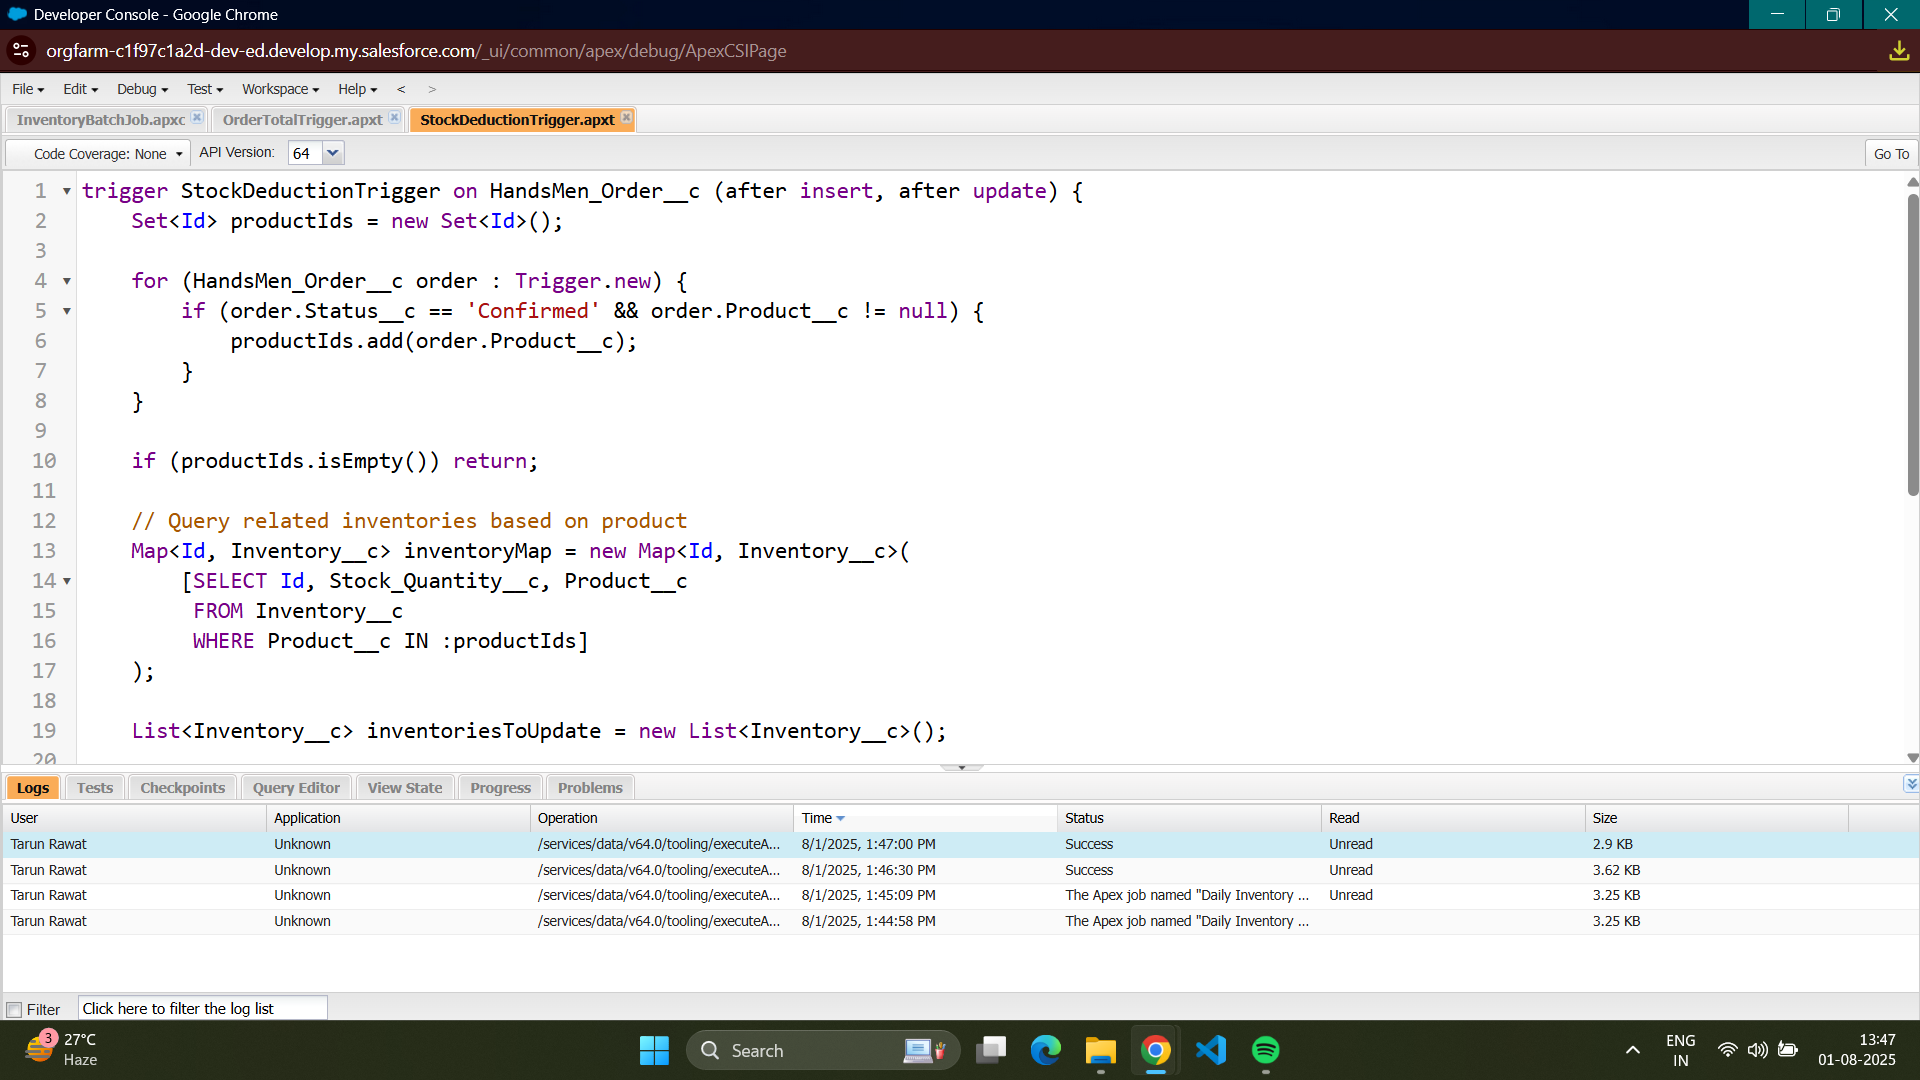 Developer Console - Google Chrome
orgfarm-c1f97c1a2d-dev-ed.develop.my.salesforce.com/_ui/common/apex/debug/ApexCSIPage
File Edit Debug Test Workspace Help < >
InventoryBatchJob.apxc OrderTotalTrigger.apxt StockDeductionTrigger.apxt
Code Coverage: None API Version: 64 Go To
1 trigger StockDeductionTrigger on HandsMen_Order__c (after insert, after update) {
2 Set<Id> productIds = new Set<Id>();
3
4 for (HandsMen_Order__c order : Trigger.new) {
5 if (order.Status__c == 'Confirmed' && order.Product__c != null) {
6 productIds.add(order.Product__c);
7 }
8 }
9
10 if (productIds.isEmpty()) return;
11
12 // Query related inventories based on product
13 Map<Id, Inventory__c> inventoryMap = new Map<Id, Inventory__c>(
14 [SELECT Id, Stock_Quantity__c, Product__c
15 FROM Inventory__c
16 WHERE Product__c IN :productIds]
17 );
18
19 List<Inventory__c> inventoriesToUpdate = new List<Inventory__c>();
20
Logs Tests Checkpoints Query Editor View State Progress Problems
User Application Operation Time Status Read Size
Tarun Rawat Unknown /services/data/v64.0/tooling/executeA... 8/1/2025, 1:47:00 PM Success Unread 2.9 KB
Tarun Rawat Unknown /services/data/v64.0/tooling/executeA... 8/1/2025, 1:46:30 PM Success Unread 3.62 KB
Tarun Rawat Unknown /services/data/v64.0/tooling/executeA... 8/1/2025, 1:45:09 PM The Apex job named "Daily Inventory ... Unread 3.25 KB
Tarun Rawat Unknown /services/data/v64.0/tooling/executeA... 8/1/2025, 1:44:58 PM The Apex job named "Daily Inventory ... 3.25 KB
Filter Click here to filter the log list
3 27°C
Haze
Search
ENG
IN
13:47
01-08-2025